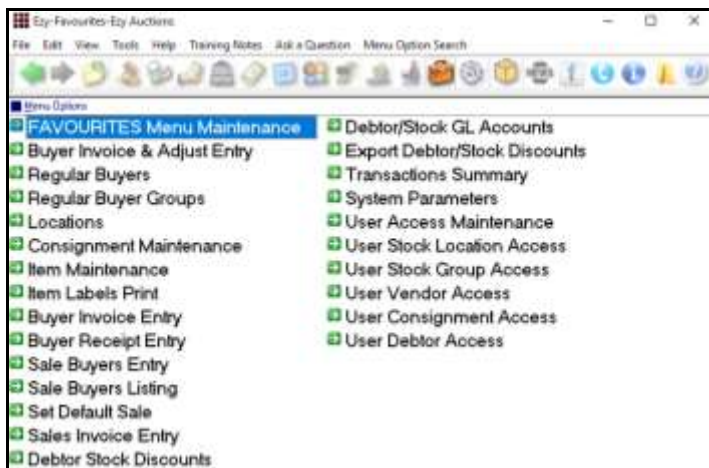 Ezy-Favourites-Ezy Auctions
File Edit View Tools Help Training Notes Ask a Question Menu Option Search
Menu Options
FAVOURITES Menu Maintenance
Buyer Invoice & Adjust Entry
Regular Buyers
Regular Buyer Groups
Locations
Consignment Maintenance
Item Maintenance
Item Labels Print
Buyer Invoice Entry
Buyer Receipt Entry
Sale Buyers Entry
Sale Buyers Listing
Set Default Sale
Sales Invoice Entry
Debtor Stock Discounts
Debtor/Stock GL Accounts
Export Debtor/Stock Discounts
Transactions Summary
System Parameters
User Access Maintenance
User Stock Location Access
User Stock Group Access
User Vendor Access
User Consignment Access
User Debtor Access